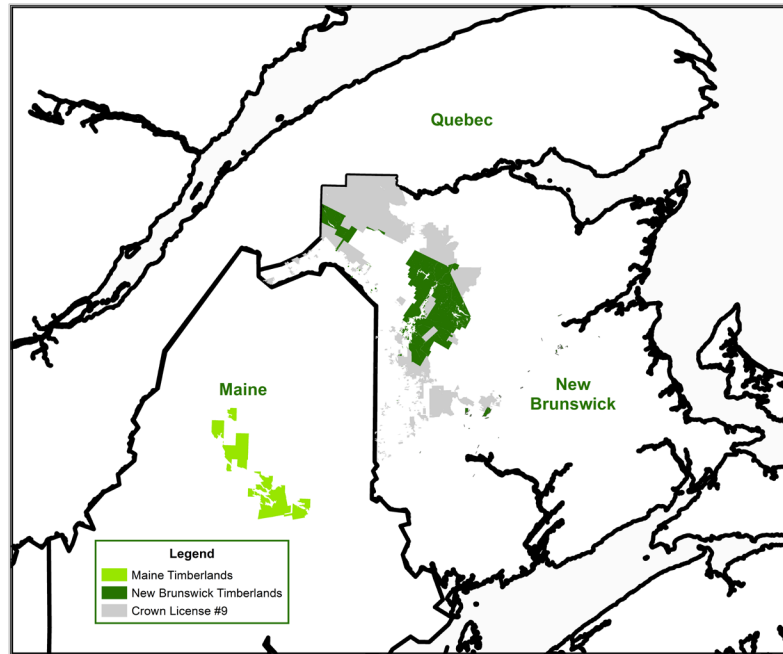 Quebec
Maine
New
Brunswick
Legend
Maine Timberlands
New Brunswick Timberlands
Crown License #9